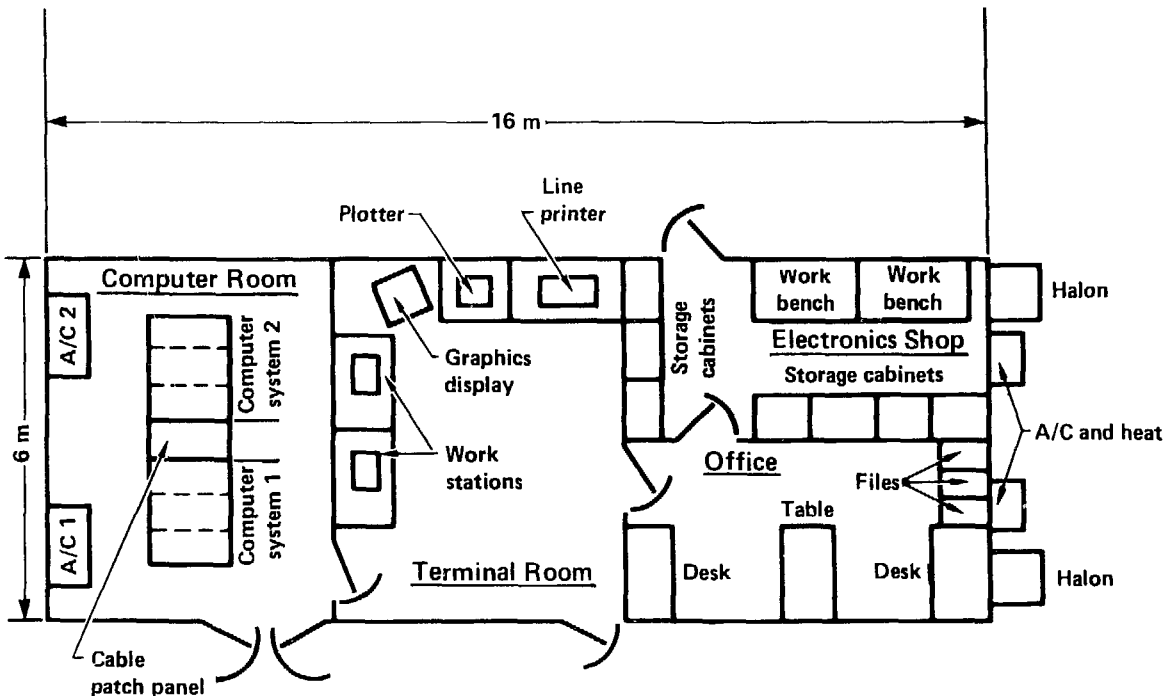 16 m
Line
printer
Plotter
Computer Room
Work
bench
Work
bench
Halon
A/C 2
Computer
system 2
Graphics
display
Storage
cabinets
Electronics Shop
Storage cabinets
6 m
A/C and heat
Work
stations
Office
Files
A/C 1
Computer
system 1
Table
Terminal Room
Desk
Desk
Halon
Cable
patch panel